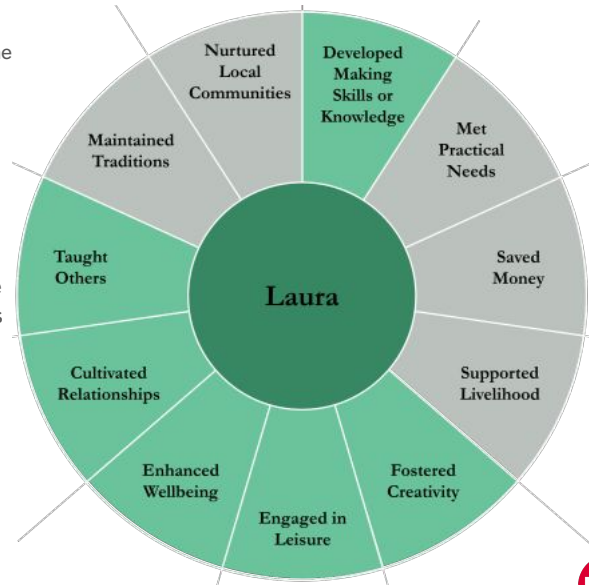 Nurtured
Local
Communities
Developed
Making
Skills or
Knowledge
Met
Practical
Needs
Saved
Money
Supported
Livelihood
Fostered
Creativity
Engaged in
Leisure
Enhanced
Wellbeing
Cultivated
Relationships
Taught
Others
Maintained
Traditions
Laura